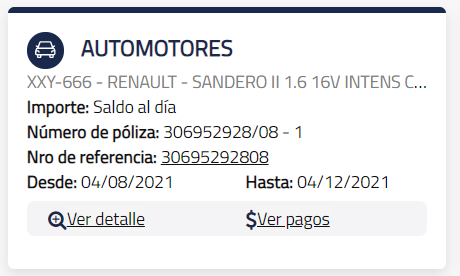 AUTOMOTORES
XXY-666 - RENAULT - SANDERO II 1.6 16V INTENS C...
Importe: Saldo al día
Número de póliza: 306952928/08 - 1
Nro de referencia: 30695292808
Desde: 04/08/2021 Hasta: 04/12/2021
Ver detalle $Ver pagos